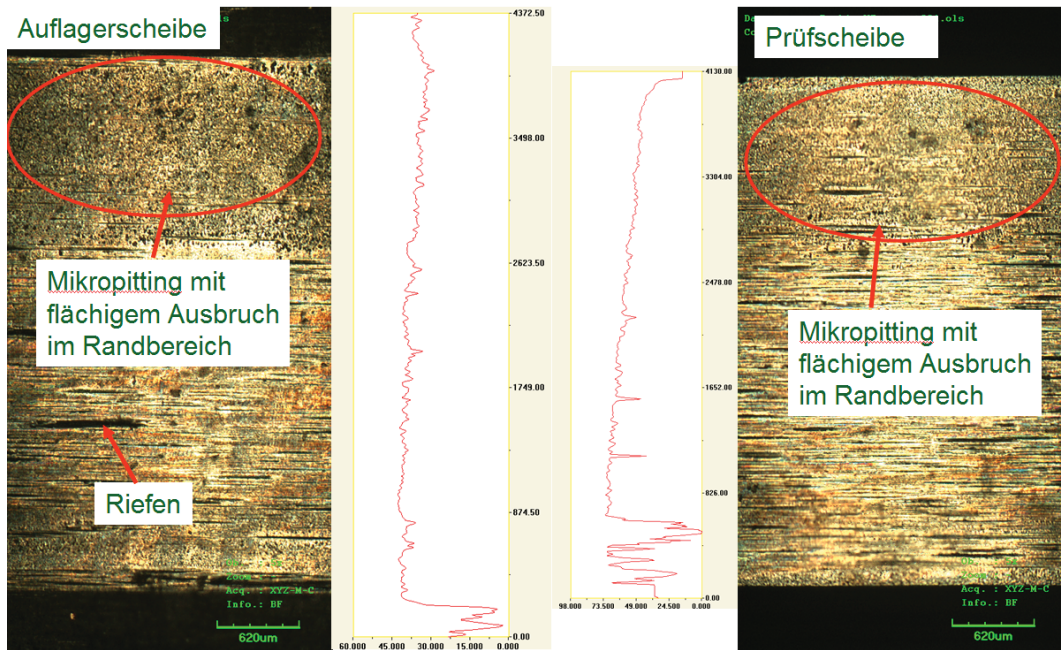 Auflagerscheibe
ls
Mikropitting mit
flächigem Ausbruch
im Randbereich
Riefen
Acq. : XYZ-M-C
Info.: BF
620um
4372.50
3498.00
2623.50
1749.00
874.50
0.00
60.000 45.000 30.000 15.000 0.000
4130.00
3304.00
2478.00
1652.00
826.00
0.00
98.000 73.500 49.000 24.500 0.000
.ols
Prüfscheibe
Mikropitting mit
flächigem Ausbruch
im Randbereich
Acq. : XYZ-M-C
Info.: BF
620um